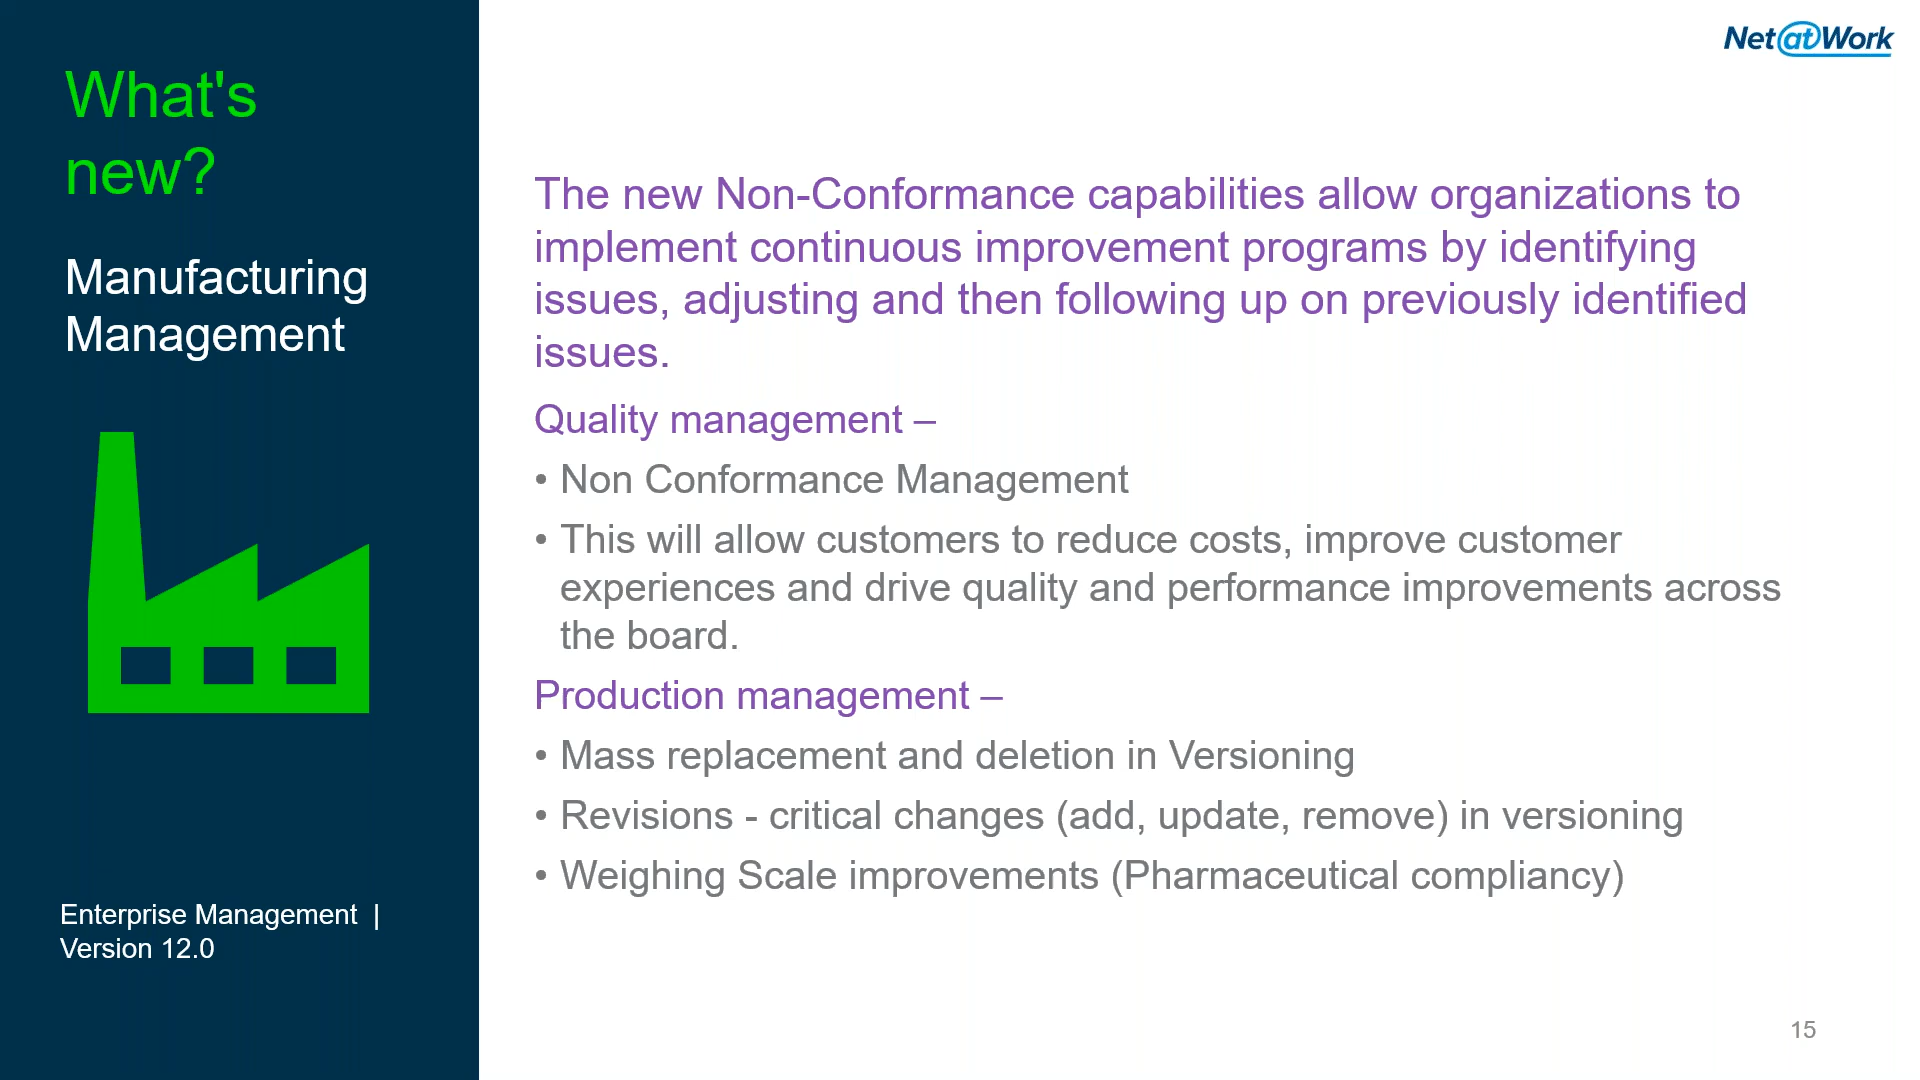 What's
new?
Manufacturing
Management
Enterprise Management |
Version 12.0
Net@Work
The new Non-Conformance capabilities allow organizations to
implement continuous improvement programs by identifying
issues, adjusting and then following up on previously identified
issues.
Quality management –
• Non Conformance Management
• This will allow customers to reduce costs, improve customer
experiences and drive quality and performance improvements across
the board.
Production management –
• Mass replacement and deletion in Versioning
• Revisions - critical changes (add, update, remove) in versioning
• Weighing Scale improvements (Pharmaceutical compliancy)
15